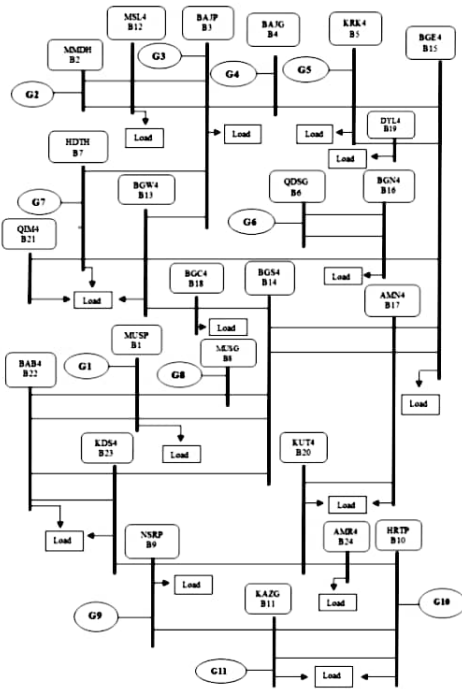 MSL4
B12
BAJP
B3
BAJG
B4
KRK4
B5
BGE4
B15
MMDH
B2
G3
G4
G5
G2
DYL4
B19
Load
Load
Load
Load
HDTH
B7
BGW4
B13
QDSG
B6
BGN4
B16
G7
G6
QIM4
B21
BGC4
B18
BGS4
B14
Load
AMN4
B17
Load
Load
MUSP
B1
MUSG
B8
BAB4
B22
G1
G8
Load
KDS4
B23
KUT4
B20
Load
Load
Load
NSRP
B9
AMR4
B24
HRTP
B10
Load
KAZG
B11
Load
G9
G10
G11
Load